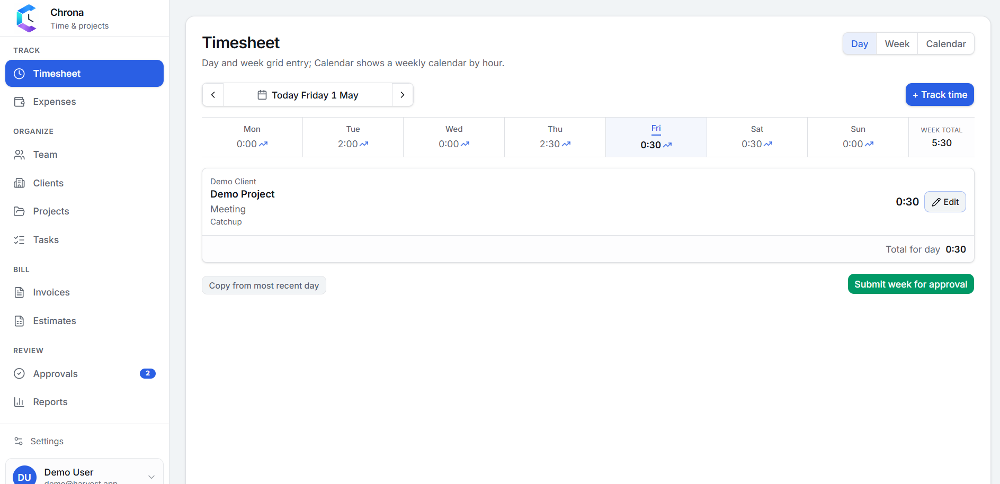 Chrona
Time & projects
TRACK
Timesheet
Expenses
ORGANIZE
Team
Clients
Projects
Tasks
BILL
Invoices
Estimates
REVIEW
Approvals 2
Reports
Settings
DU Demo User
demo@harvest.app
Timesheet
Day and week grid entry; Calendar shows a weekly calendar by hour.
Day Week Calendar
Today Friday 1 May
+ Track time
Mon Tue Wed Thu Fri Sat Sun WEEK TOTAL
0:00 2:00 0:00 2:30 0:30 0:30 0:00 5:30
Demo Client
Demo Project
Meeting
Catchup
0:30 Edit
Total for day 0:30
Copy from most recent day
Submit week for approval